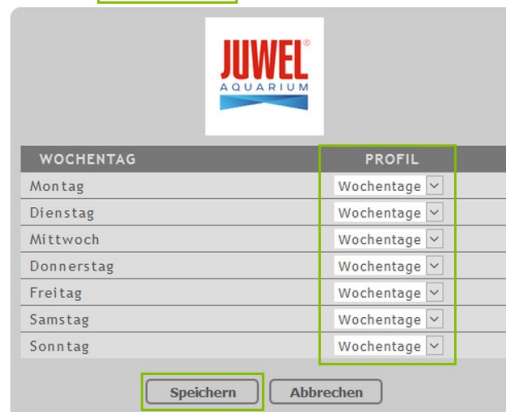 JUWEL®
AQUARIUM
WOCHENTAG PROFIL
Montag Wochentage
Dienstag Wochentage
Mittwoch Wochentage
Donnerstag Wochentage
Freitag Wochentage
Samstag Wochentage
Sonntag Wochentage
Speichern Abbrechen